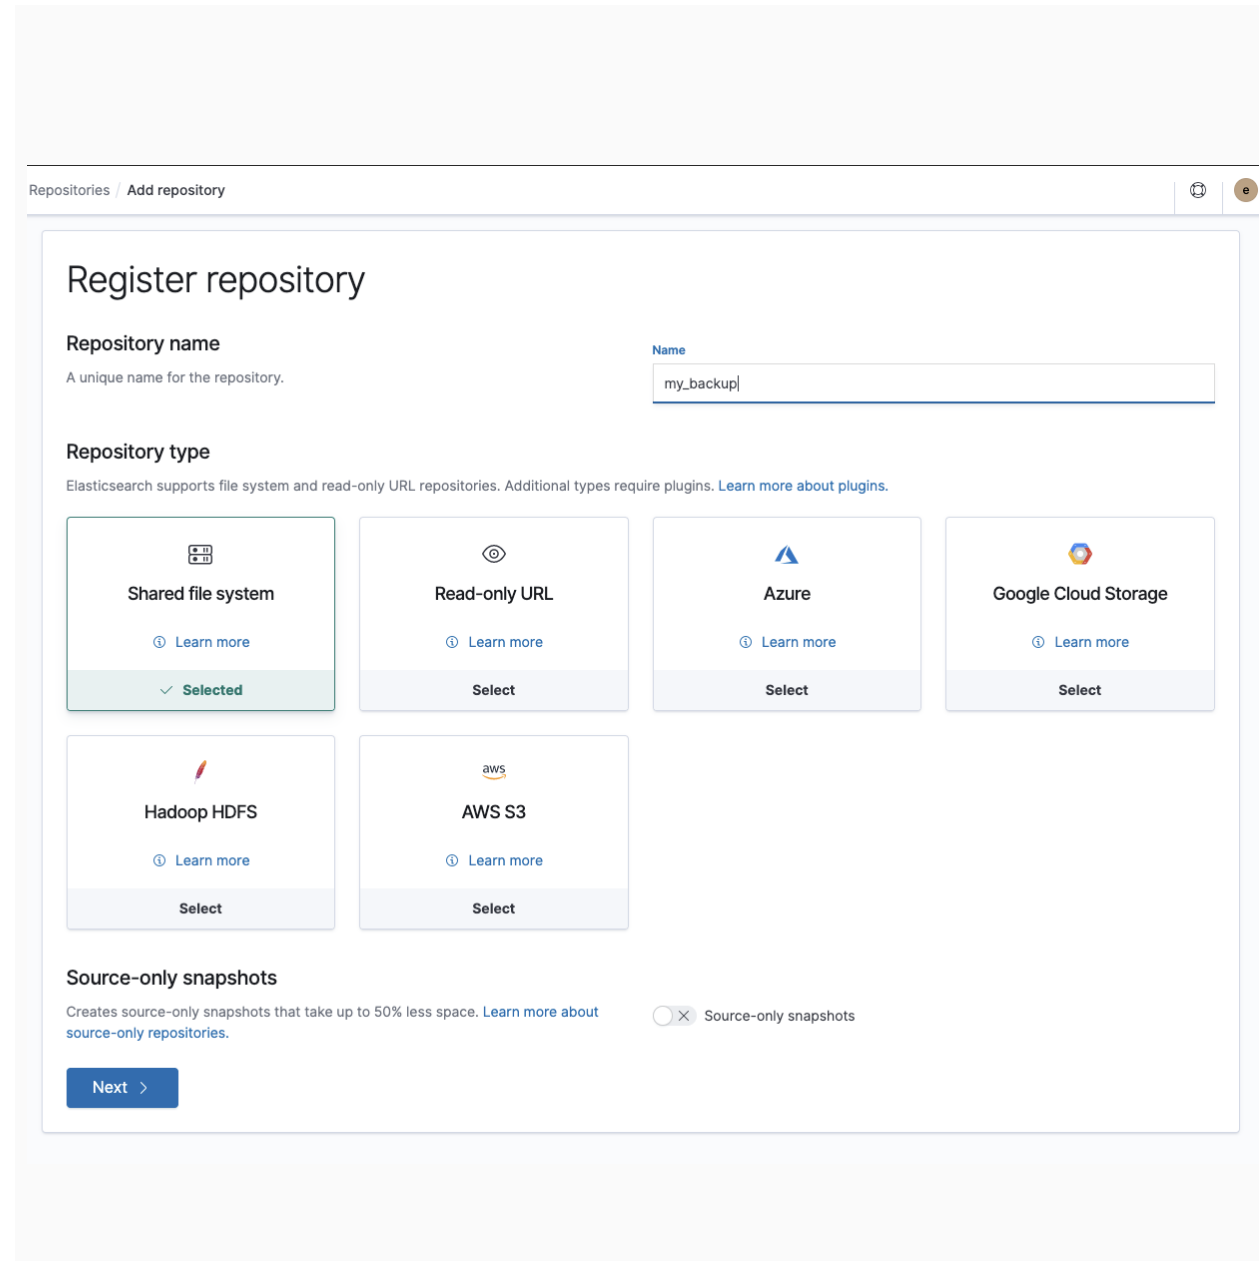 Repositories / Add repository
e
Register repository
Repository name
A unique name for the repository.
Name
my_backup
Repository type
Elasticsearch supports file system and read-only URL repositories. Additional types require plugins. Learn more about plugins.
Shared file system
Learn more
Selected
Read-only URL
Learn more
Select
Azure
Learn more
Select
Google Cloud Storage
Learn more
Select
Hadoop HDFS
Learn more
Select
aws
AWS S3
Learn more
Select
Source-only snapshots
Creates source-only snapshots that take up to 50% less space. Learn more about
source-only repositories.
Source-only snapshots
Next